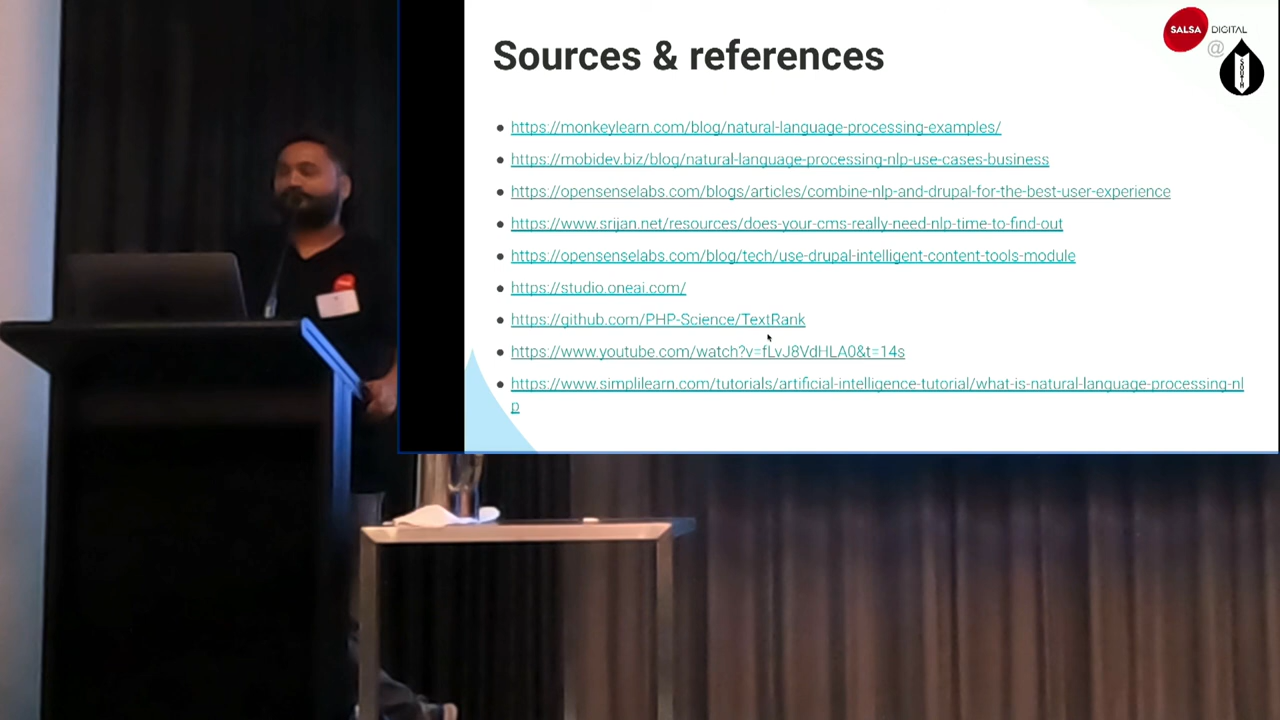 SALSA DIGITAL
@
SOUTH
Sources & references
https://monkeylearn.com/blog/natural-language-processing-examples/
https://mobidev.biz/blog/natural-language-processing-nlp-use-cases-business
https://opensenselabs.com/blogs/articles/combine-nlp-and-drupal-for-the-best-user-experience
https://www.srijan.net/resources/does-your-cms-really-need-nlp-time-to-find-out
https://opensenselabs.com/blog/tech/use-drupal-intelligent-content-tools-module
https://studio.oneai.com/
https://github.com/PHP-Science/TextRank
https://www.youtube.com/watch?v=fLvJ8VdHLA0&t=14s
https://www.simplilearn.com/tutorials/artificial-intelligence-tutorial/what-is-natural-language-processing-nl
p